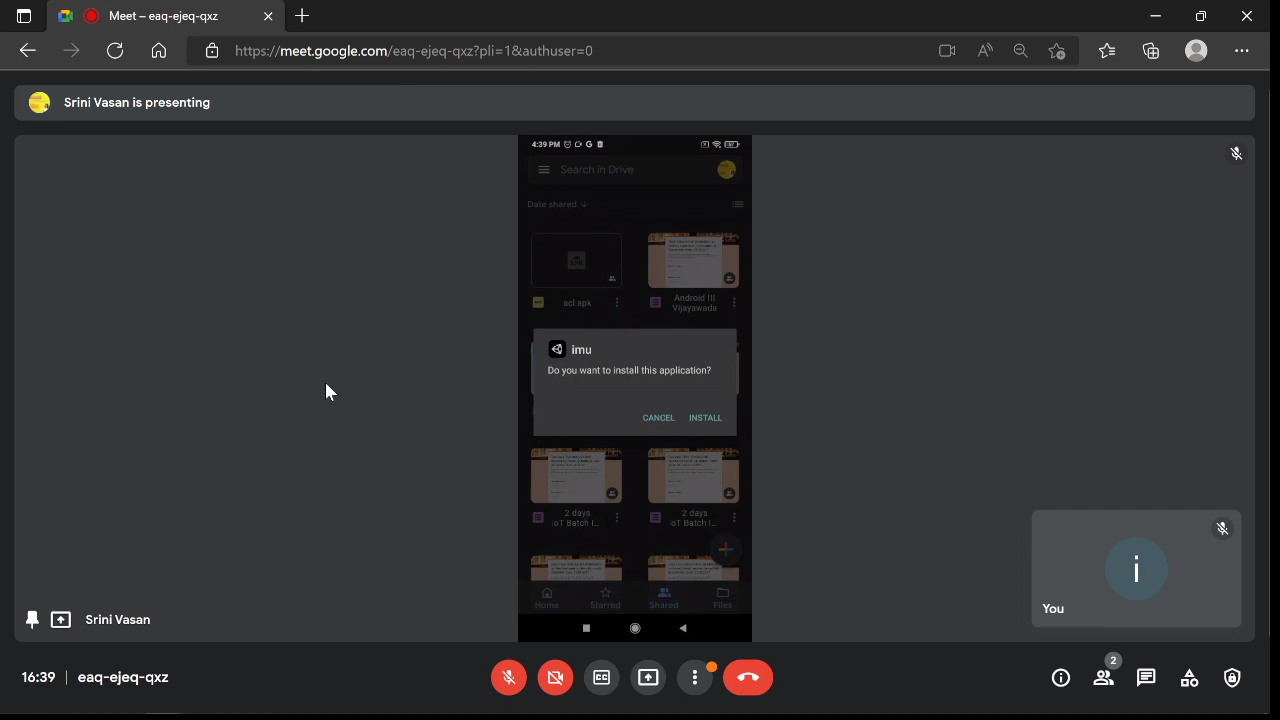 Meet – eaq-ejeq-qxz
https://meet.google.com/eaq-ejeq-qxz?pli=1&authuser=0
Srini Vasan is presenting
4:39 PM
Search in Drive
Date shared
acl.apk
Android III
Vijayawada
imu
Do you want to install this application?
CANCEL INSTALL
2 days
IoT Batch I...
2 days
IoT Batch I...
Home Starred Shared Files
i
You
Srini Vasan
16:39 eaq-ejeq-qxz
2